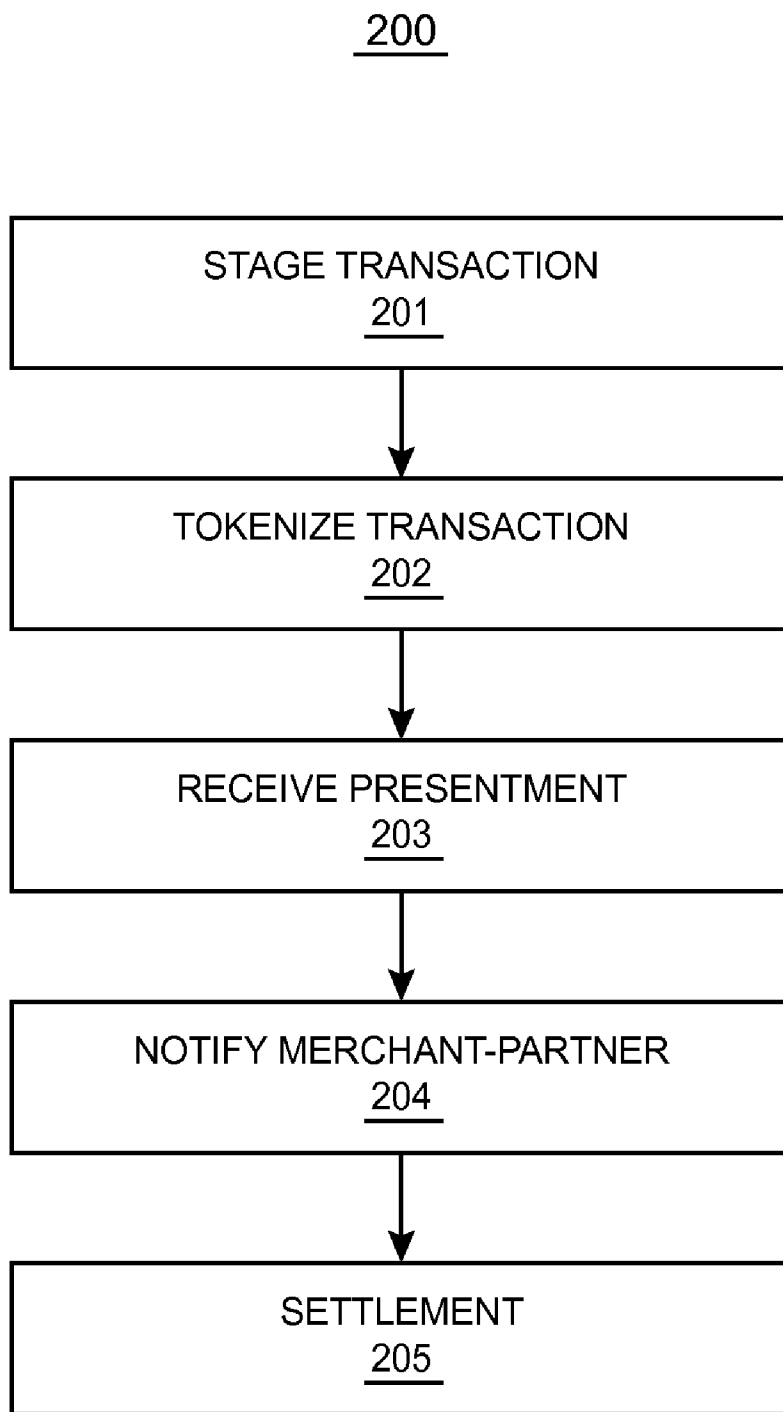 200
STAGE TRANSACTION
201
TOKENIZE TRANSACTION
202
RECEIVE PRESENTMENT
203
NOTIFY MERCHANT-PARTNER
204
SETTLEMENT
205